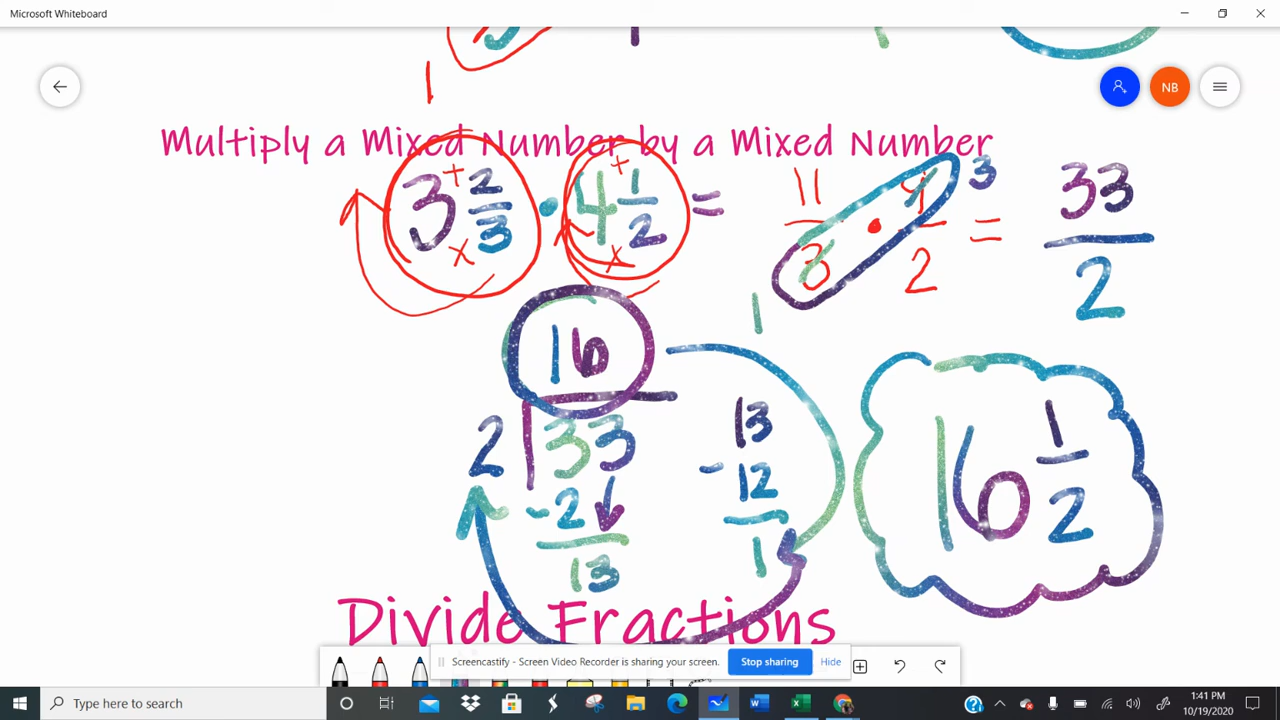 Microsoft Whiteboard
NB
1
Multiply a Mixed Number by a Mixed Number
3 + 2/3 x · 4 + 1/2 x = 11/3 · 9/2 = 33/2
3
1
16
2 33
-2
13
13
- 12
1
16 1/2
Divide Fractions
Screencastify - Screen Video Recorder is sharing your screen. Stop sharing Hide
Type here to search
1:41 PM
10/19/2020